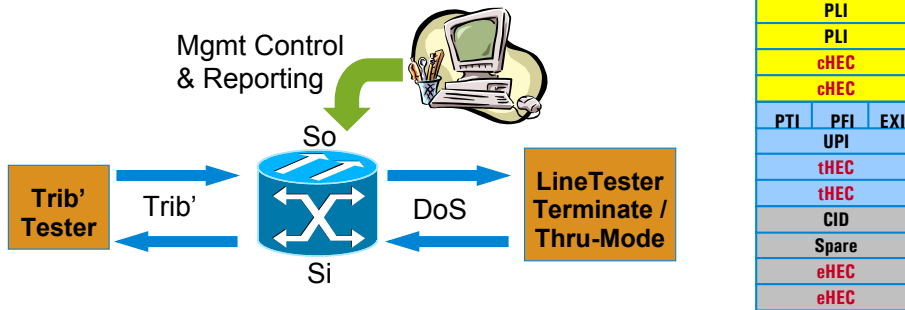 Mgmt Control
& Reporting
So
Trib'
Tester
Trib'
DoS
LineTester
Terminate /
Thru-Mode
Si
PLI
PLI
cHEC
cHEC
PTI PFI EXI
UPI
tHEC
tHEC
CID
Spare
eHEC
eHEC